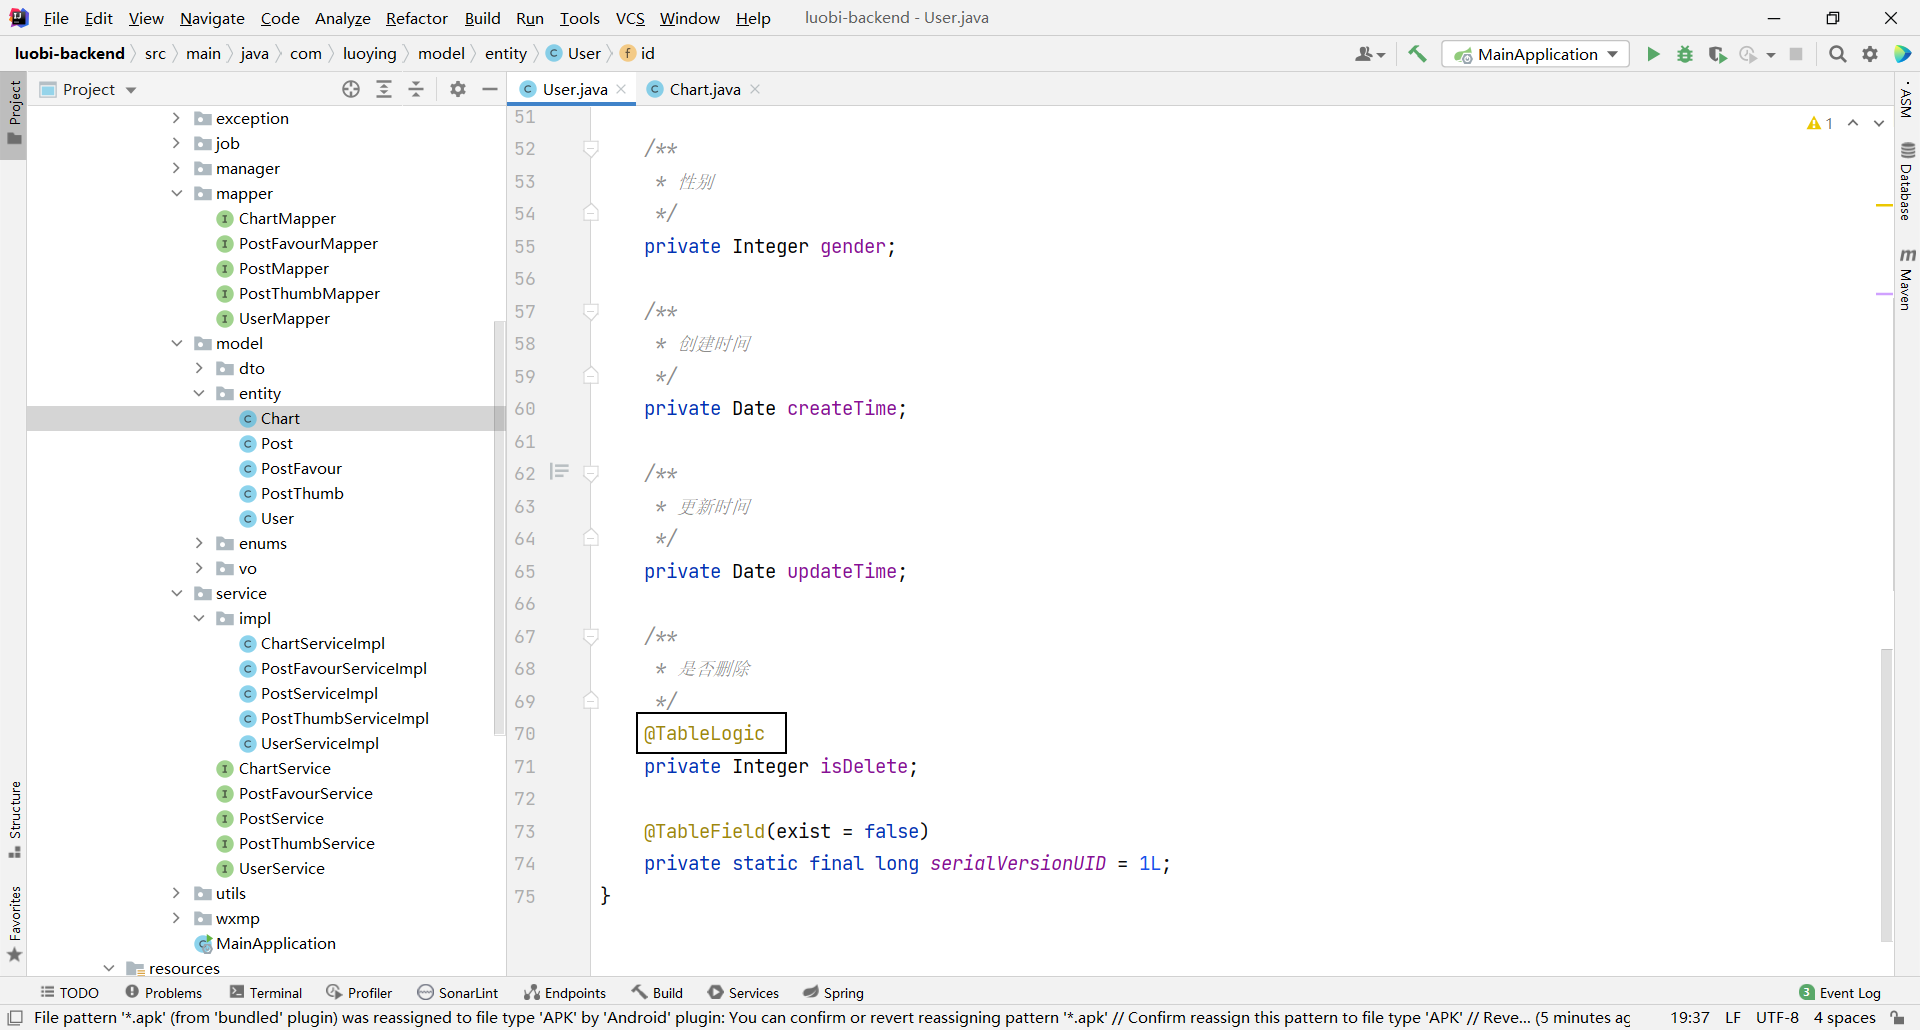 File Edit View Navigate Code Analyze Refactor Build Run Tools VCS Window Help luobi-backend - User.java
luobi-backend src main java com luoying model entity C User f id MainApplication
Project
C User.java C Chart.java
exception
job
manager
mapper
I ChartMapper
I PostFavourMapper
I PostMapper
I PostThumbMapper
I UserMapper
model
dto
entity
C Chart
C Post
C PostFavour
C PostThumb
C User
enums
vo
service
impl
C ChartServiceImpl
C PostFavourServiceImpl
C PostServiceImpl
C PostThumbServiceImpl
C UserServiceImpl
I ChartService
I PostFavourService
I PostService
I PostThumbService
I UserService
utils
wxmp
MainApplication
resources
51
52 /**
53 * 性别
54 */
55 private Integer gender;
56
57 /**
58 * 创建时间
59 */
60 private Date createTime;
61
62 /**
63 * 更新时间
64 */
65 private Date updateTime;
66
67 /**
68 * 是否删除
69 */
70 @TableLogic
71 private Integer isDelete;
72
73 @TableField(exist = false)
74 private static final long serialVersionUID = 1L;
75 }
1
Project
Structure
Favorites
ASM
Database
m Maven
TODO Problems Terminal Profiler SonarLint Endpoints Build Services Spring 3 Event Log
File pattern '*.apk' (from 'bundled' plugin) was reassigned to file type 'APK' by 'Android' plugin: You can confirm or revert reassigning pattern '*.apk' // Confirm reassign this pattern to file type 'APK' // Reve... (5 minutes ag 19:37 LF UTF-8 4 spaces